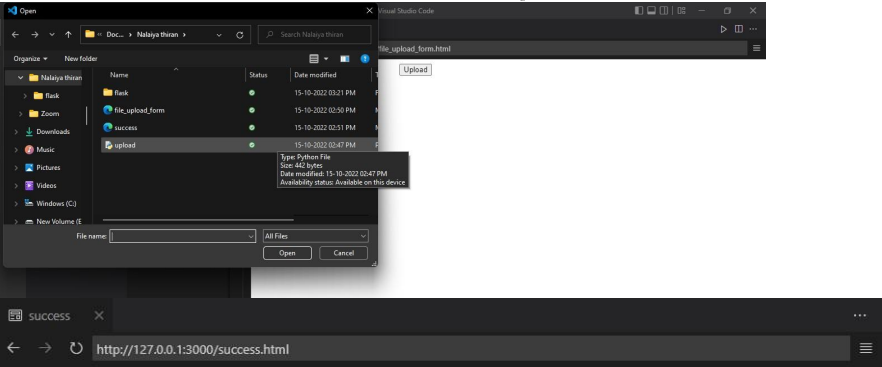 Open
Visual Studio Code
Doc... › Nalaiya thiran ›
Search Nalaiya thiran
/file_upload_form.html
Organize
New folder
Upload
Name Status Date modified T
Nalaiya thiran
flask
Zoom
Downloads
Music
Pictures
Videos
Windows (C:)
New Volume (E
flask 15-10-2022 03:21 PM F
file_upload_form 15-10-2022 02:50 PM
success 15-10-2022 02:51 PM
upload 15-10-2022 02:47 PM
Type: Python File
Size: 442 bytes
Date modified: 15-10-2022 02:47 PM
Availability status: Available on this device
File name:
All Files
Open Cancel
success
http://127.0.0.1:3000/success.html